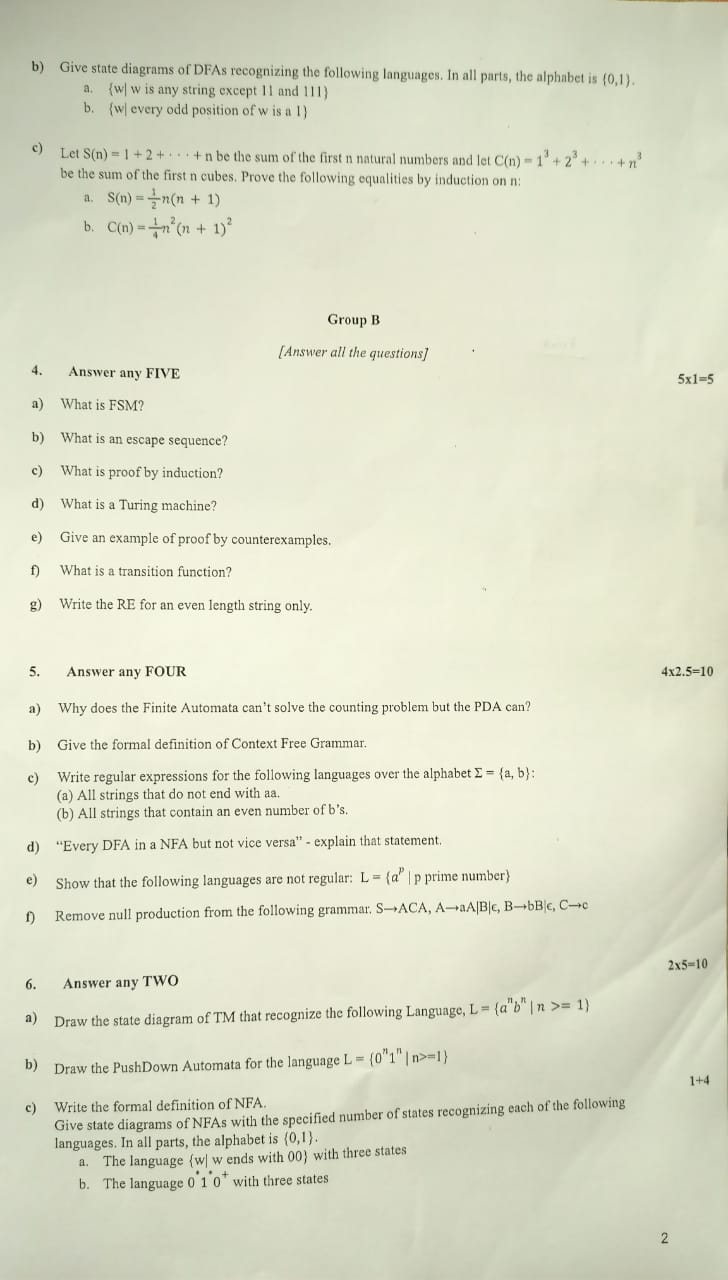 b) Give state diagrams of DFAs recognizing the following languages. In all parts, the alphabet is {0,1}.
a. {w| w is any string except 11 and 111}
b. {w| every odd position of w is a 1}
c) Let S(n) = 1 + 2 + · · · + n be the sum of the first n natural numbers and let C(n) = 1³ + 2³ + · · · + n³
be the sum of the first n cubes. Prove the following equalities by induction on n:
a. S(n) = ½n(n + 1)
b. C(n) = ¼n²(n + 1)²
Group B
[Answer all the questions]
4. Answer any FIVE 5x1=5
a) What is FSM?
b) What is an escape sequence?
c) What is proof by induction?
d) What is a Turing machine?
e) Give an example of proof by counterexamples.
f) What is a transition function?
g) Write the RE for an even length string only.
5. Answer any FOUR 4x2.5=10
a) Why does the Finite Automata can't solve the counting problem but the PDA can?
b) Give the formal definition of Context Free Grammar.
c) Write regular expressions for the following languages over the alphabet Σ = {a, b}:
(a) All strings that do not end with aa.
(b) All strings that contain an even number of b's.
d) “Every DFA in a NFA but not vice versa” - explain that statement.
e) Show that the following languages are not regular: L = {aᵖ | p prime number}
f) Remove null production from the following grammar. S→ACA, A→aA|B|ϵ, B→bB|ϵ, C→c
6. Answer any TWO 2x5=10
a) Draw the state diagram of TM that recognize the following Language, L = {aⁿbⁿ | n >= 1}
b) Draw the PushDown Automata for the language L = {0ⁿ1ⁿ | n>=1}
c) Write the formal definition of NFA. 1+4
Give state diagrams of NFAs with the specified number of states recognizing each of the following
languages. In all parts, the alphabet is {0,1}.
a. The language {w| w ends with 00} with three states
b. The language 0*1*0⁺ with three states
2